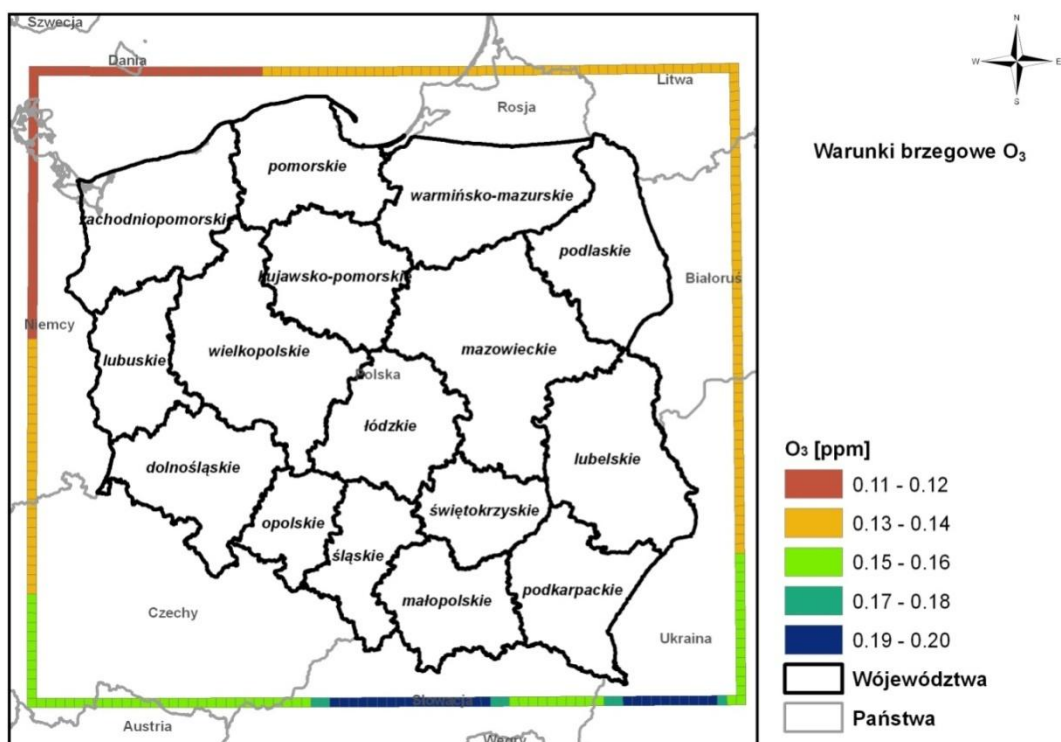 Szwecja
Dania
Litwa
Rosja
pomorskie
warmińsko-mazurskie
zachodniopomorskie
podlaskie
kujawsko-pomorskie
Białoruś
Niemcy
lubuskie
wielkopolskie
mazowieckie
Polska
łódzkie
dolnośląskie
lubelskie
opolskie
świętokrzyskie
śląskie
małopolskie
podkarpackie
Czechy
Ukraina
Słowacja
Austria
Węgry
N
W E
S
Warunki brzegowe O₃
O₃ [ppm]
0.11 - 0.12
0.13 - 0.14
0.15 - 0.16
0.17 - 0.18
0.19 - 0.20
Wójewództwa
Państwa